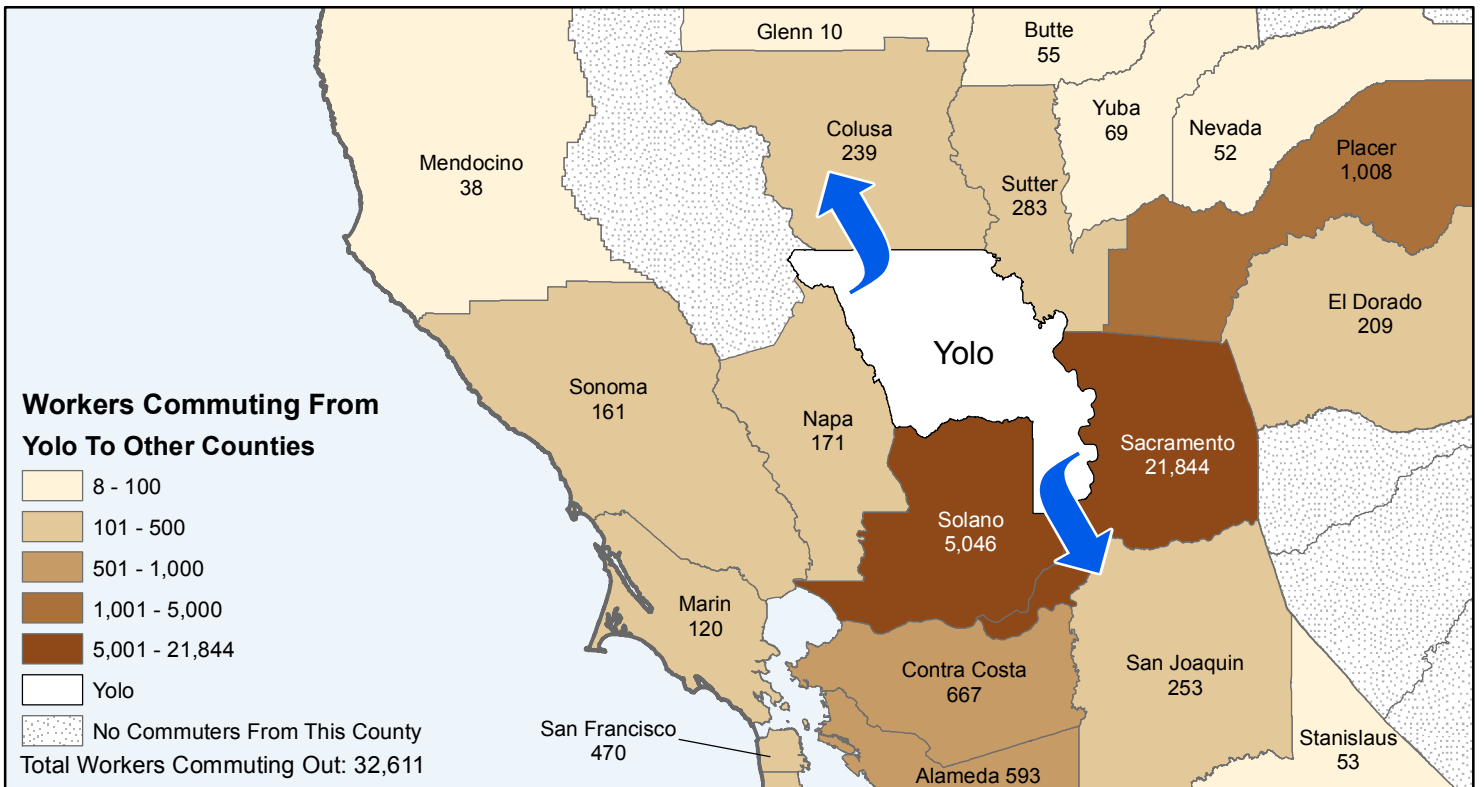 Glenn 10
Butte
55
Yuba
69
Nevada
52
Placer
1,008
Colusa
239
Mendocino
38
Sutter
283
El Dorado
209
Yolo
Sonoma
161
Napa
171
Sacramento
21,844
Solano
5,046
Marin
120
Contra Costa
667
San Joaquin
253
San Francisco
470
Alameda 593
Stanislaus
53
Workers Commuting From
Yolo To Other Counties
8 - 100
101 - 500
501 - 1,000
1,001 - 5,000
5,001 - 21,844
Yolo
No Commuters From This County
Total Workers Commuting Out: 32,611